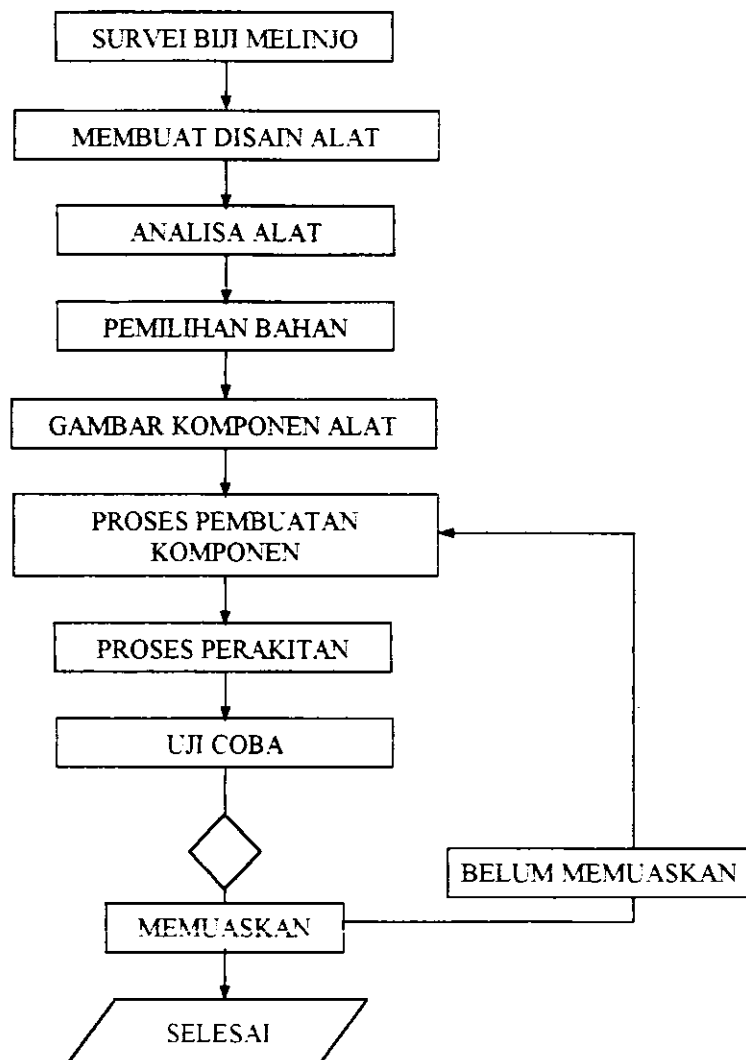 SURVEI BIJI MELINJO
MEMBUAT DISAIN ALAT
ANALISA ALAT
PEMILIHAN BAHAN
GAMBAR KOMPONEN ALAT
PROSES PEMBUATAN
KOMPONEN
PROSES PERAKITAN
UJI COBA
BELUM MEMUASKAN
MEMUASKAN
SELESAI